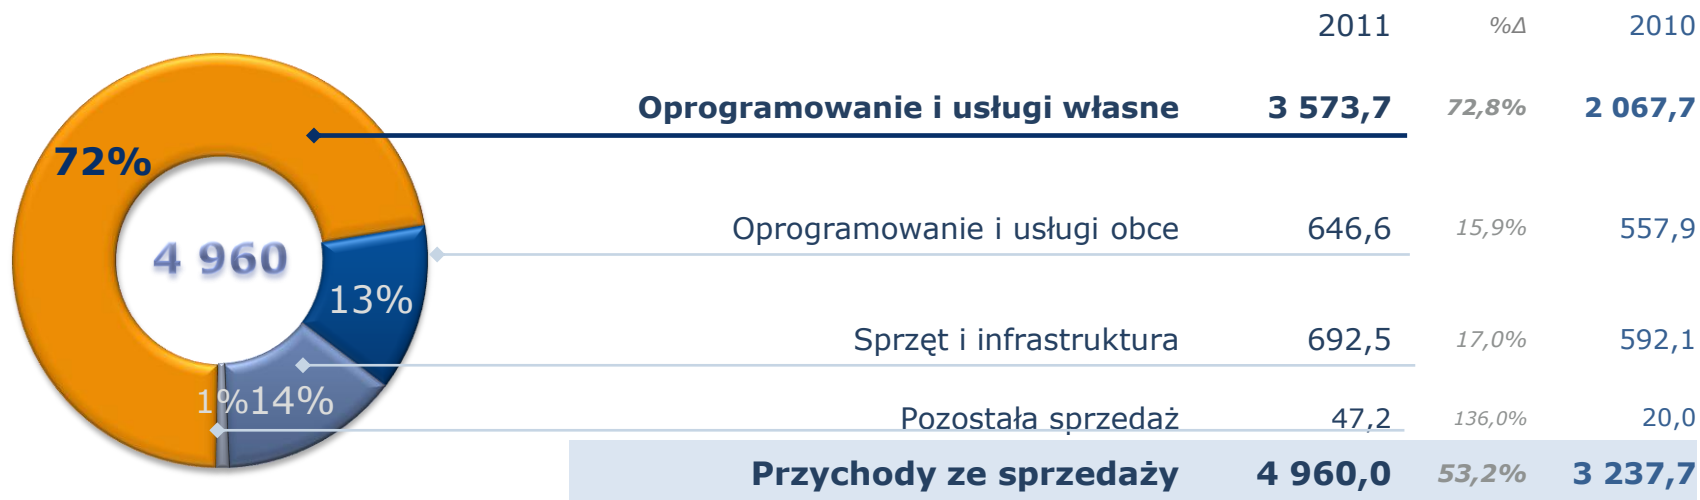 2011 %Δ 2010
Oprogramowanie i usługi własne 3 573,7 72,8% 2 067,7
72%
Oprogramowanie i usługi obce 646,6 15,9% 557,9
4 960
13%
Sprzęt i infrastruktura 692,5 17,0% 592,1
1% 14%
Pozostała sprzedaż 47,2 136,0% 20,0
Przychody ze sprzedaży 4 960,0 53,2% 3 237,7